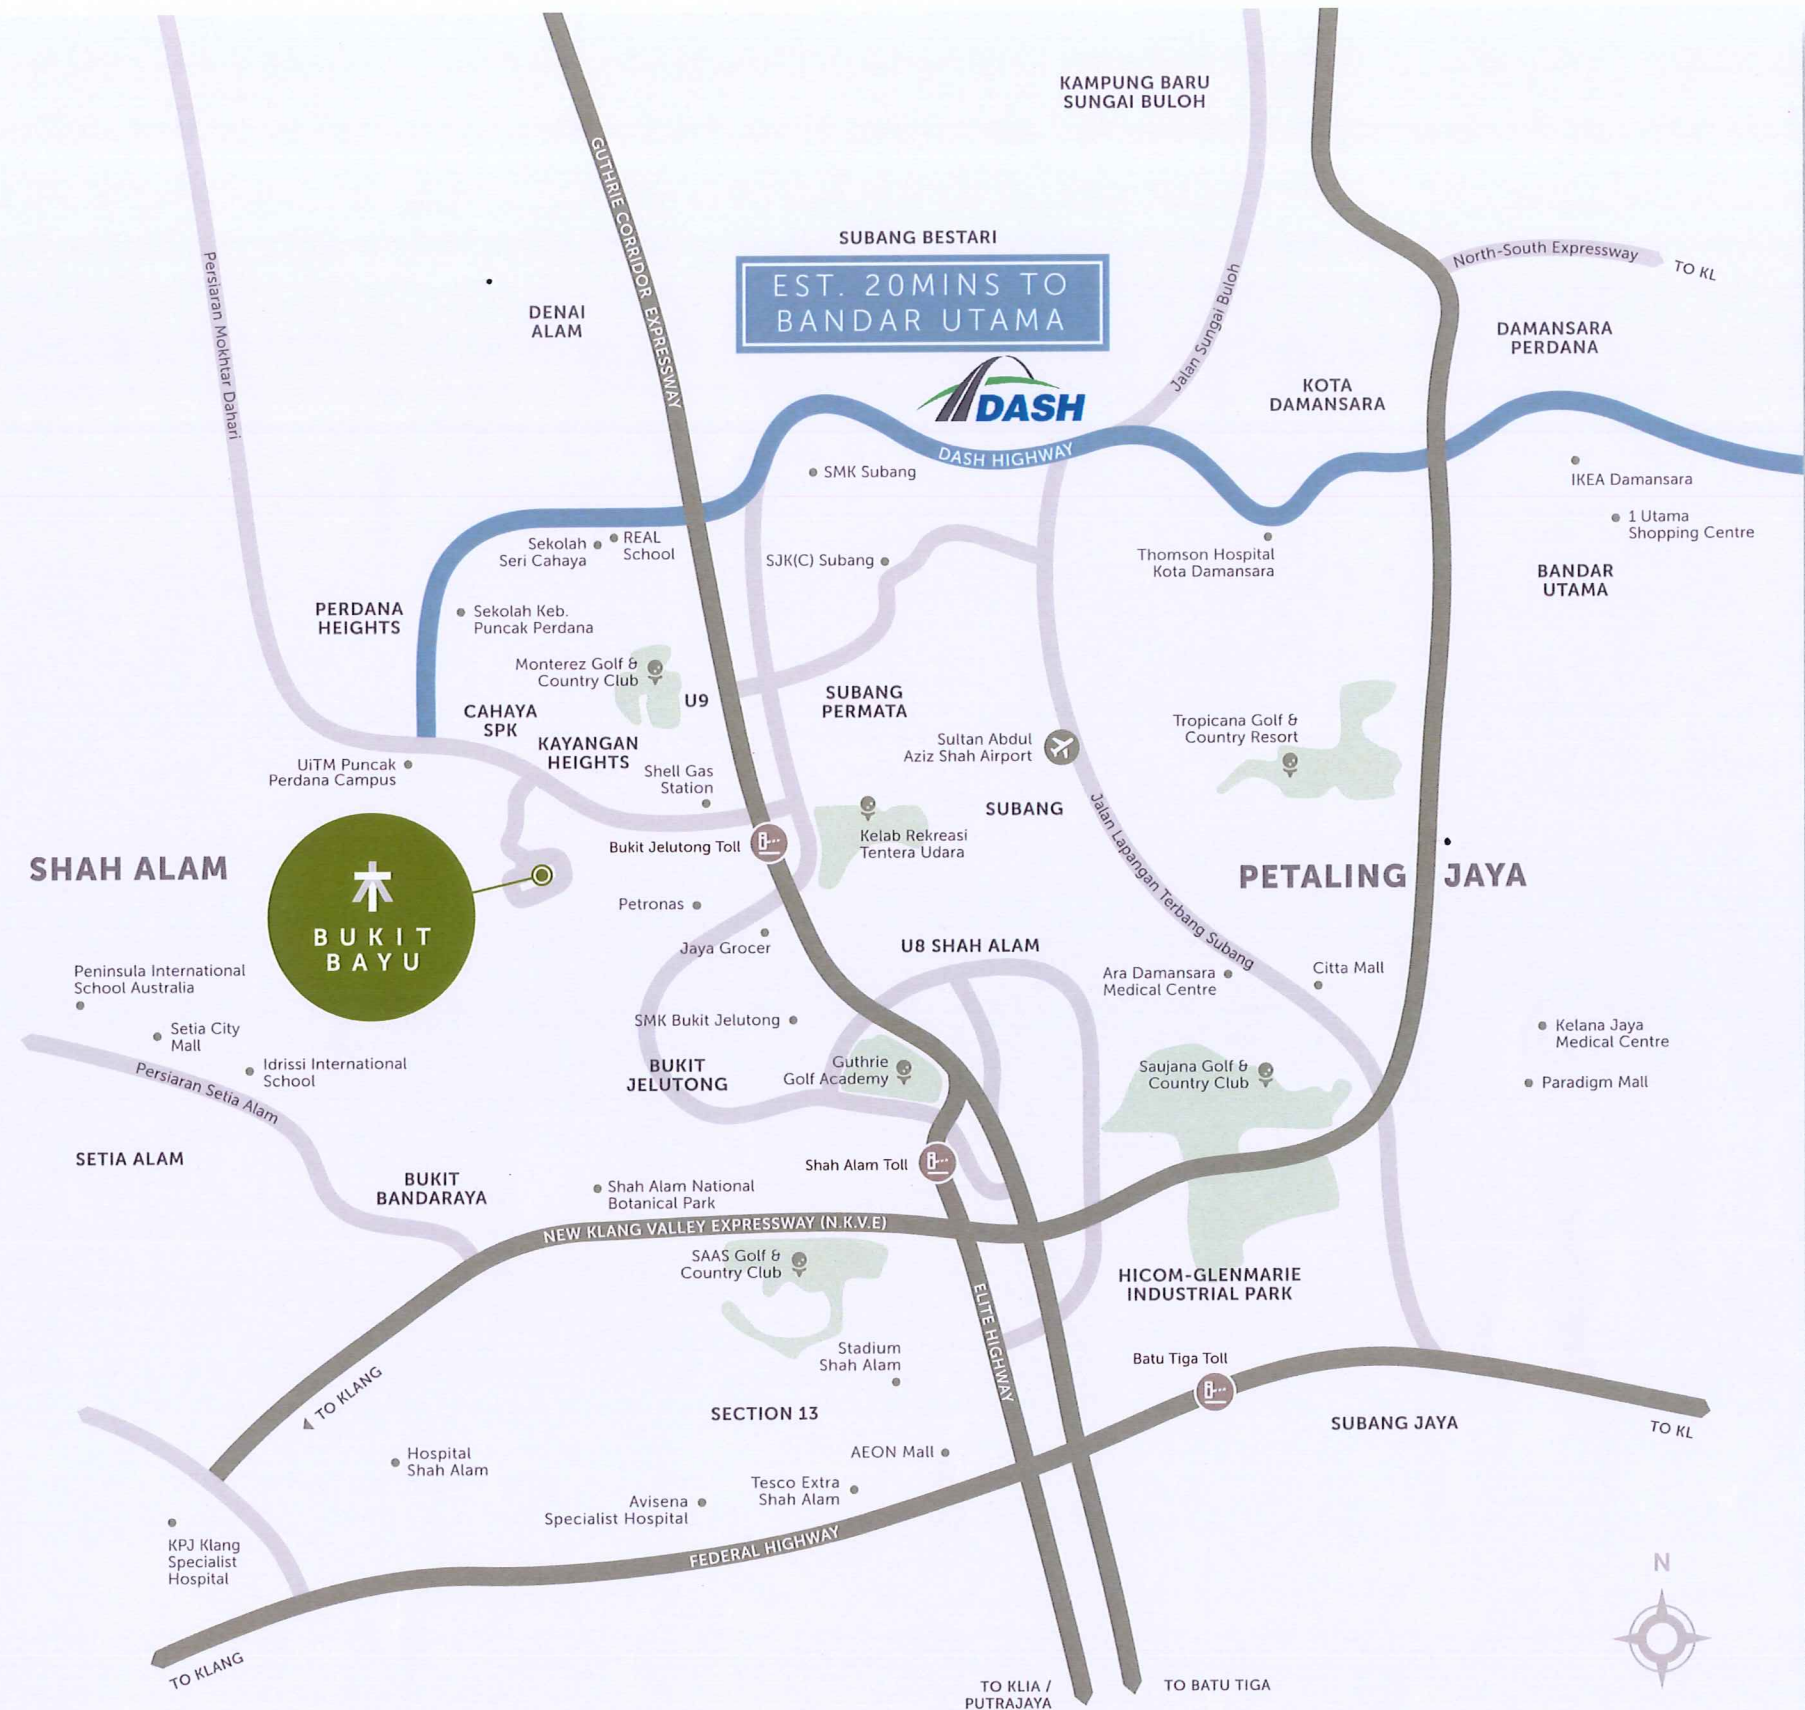 KAMPUNG BARU
SUNGAI BULOH
GUTHRIE CORRIDOR EXPRESSWAY
SUBANG BESTARI
EST. 20MINS TO
BANDAR UTAMA
North-South Expressway
TO KL
Persiaran Mokhtar Dahari
Jalan Sungai Buloh
DENAI
ALAM
DAMANSARA
PERDANA
KOTA
DAMANSARA
DASH
DASH HIGHWAY
SMK Subang
IKEA Damansara
1 Utama
Shopping Centre
Sekolah
Seri Cahaya
REAL
School
SJK(C) Subang
Thomson Hospital
Kota Damansara
BANDAR
UTAMA
PERDANA
HEIGHTS
Sekolah Keb.
Puncak Perdana
Monterez Golf &
Country Club
U9
CAHAYA
SPK
SUBANG
PERMATA
KAYANGAN
HEIGHTS
Sultan Abdul
Aziz Shah Airport
Tropicana Golf &
Country Resort
UiTM Puncak
Perdana Campus
Shell Gas
Station
SUBANG
Jalan Lapangan Terbang Subang
Bukit Jelutong Toll
Kelab Rekreasi
Tentera Udara
SHAH ALAM
PETALING JAYA
BUKIT
BAYU
Petronas
Jaya Grocer
U8 SHAH ALAM
Peninsula International
School Australia
Ara Damansara
Medical Centre
Citta Mall
Setia City
Mall
SMK Bukit Jelutong
Kelana Jaya
Medical Centre
Idrissi International
School
Persiaran Setia Alam
BUKIT
JELUTONG
Guthrie
Golf Academy
Saujana Golf &
Country Club
Paradigm Mall
SETIA ALAM
BUKIT
BANDARAYA
Shah Alam Toll
Shah Alam National
Botanical Park
NEW KLANG VALLEY EXPRESSWAY (N.K.V.E)
SAAS Golf &
Country Club
HICOM-GLENMARIE
INDUSTRIAL PARK
ELITE HIGHWAY
Stadium
Shah Alam
Batu Tiga Toll
TO KLANG
SECTION 13
SUBANG JAYA
TO KL
Hospital
Shah Alam
AEON Mall
Tesco Extra
Shah Alam
Avisena
Specialist Hospital
FEDERAL HIGHWAY
KPJ Klang
Specialist
Hospital
N
TO KLANG
TO KLIA /
PUTRAJAYA
TO BATU TIGA